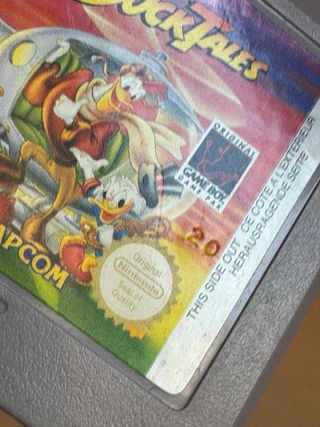 DUCKTALES
ORIGINAL
GAME BOY
GAME PAK
20
Original
Nintendo
Seal of
Quality
APCOM
THIS SIDE OUT CE COTE A L'EXTERIEUR
HERAUSRAGENDE SEITE